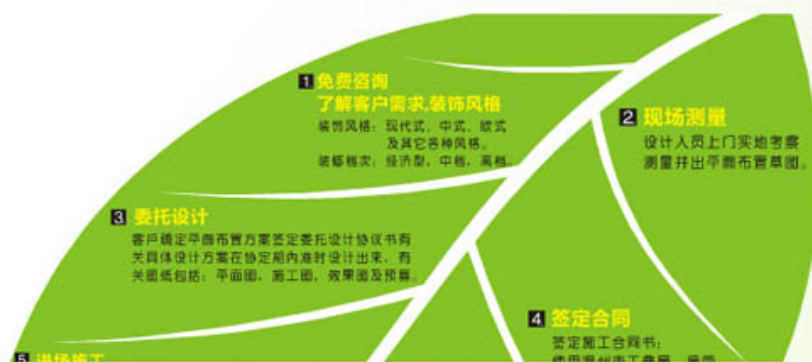 1 免费咨询
了解客户需求,装饰风格
装饰风格：现代式、中式、欧式
及其它各种风格。
装修档次：经济型、中档、高档。
2 现场测量
设计人员上门实地考察
测量并出平面布置草图。
3 委托设计
客户确定平面布置方案签定委托设计协议书有
关具体设计方案在协定期内准时设计出来，有
关图纸包括：平面图，施工图，效果图及预算。
4 签定合同
签定施工合同书；
5 进场施工